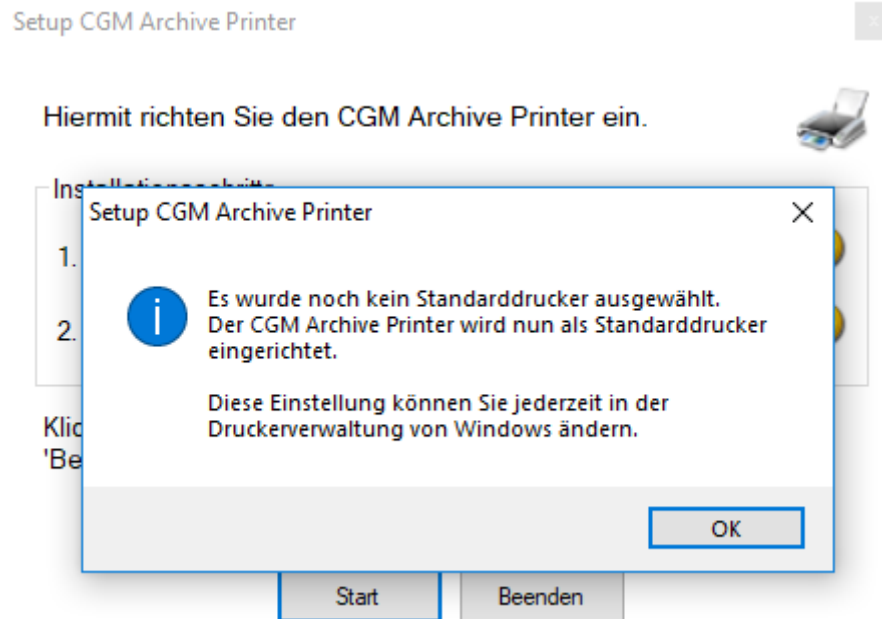 Setup CGM Archive Printer
Hiermit richten Sie den CGM Archive Printer ein.
Setup CGM Archive Printer
1.
2.
Es wurde noch kein Standarddrucker ausgewählt.
Der CGM Archive Printer wird nun als Standarddrucker
eingerichtet.
Diese Einstellung können Sie jederzeit in der
Druckerverwaltung von Windows ändern.
OK
Start
Beenden